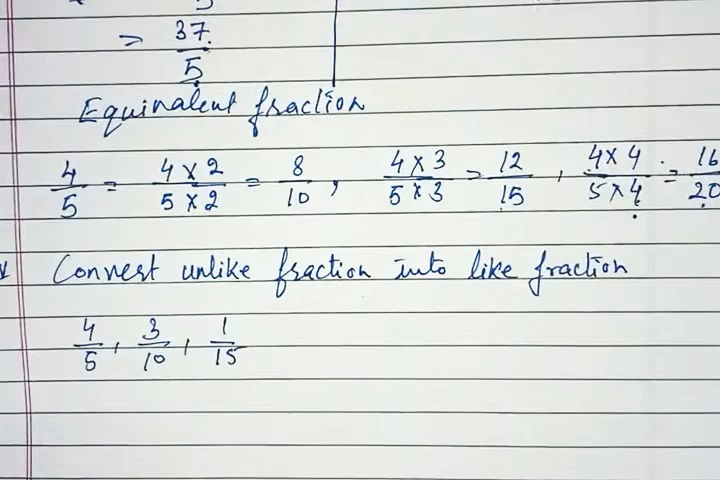 = 37/5
Equivalent fraction
4/5 = 4×2/5×2 = 8/10, 4×3/5×3 = 12/15, 4×4/5×4 = 16/20
Convert unlike fraction into like fraction
4/5, 3/10, 1/15